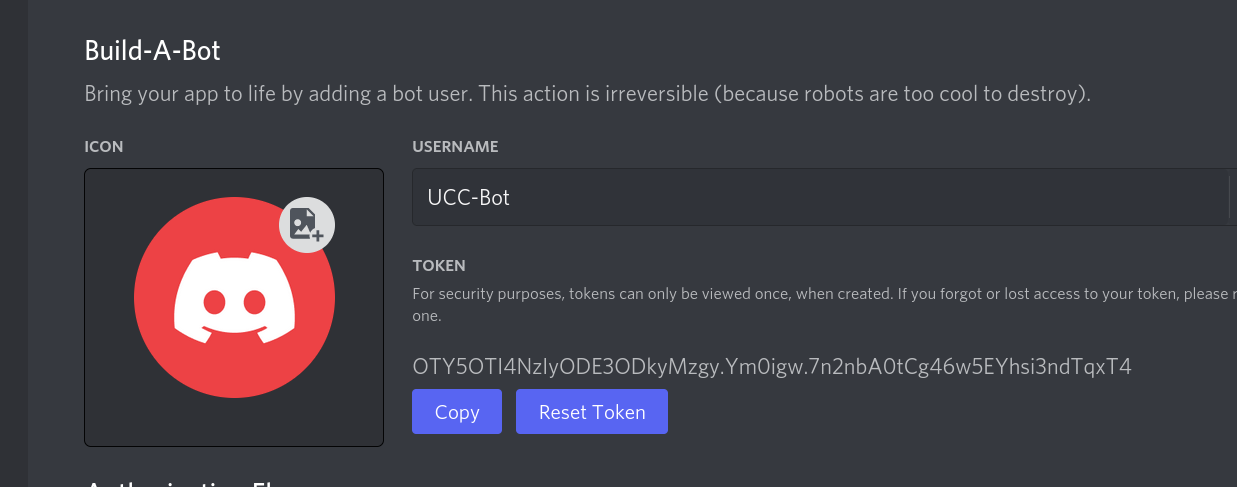 Build-A-Bot
Bring your app to life by adding a bot user. This action is irreversible (because robots are too cool to destroy).
ICON
USERNAME
UCC-Bot
TOKEN
For security purposes, tokens can only be viewed once, when created. If you forgot or lost access to your token, please
one.
OTY5OTI4NzIyODE3ODkyMzgy.Ym0igw.7n2nbA0tCg46w5EYhsi3ndTqxT4
Copy
Reset Token